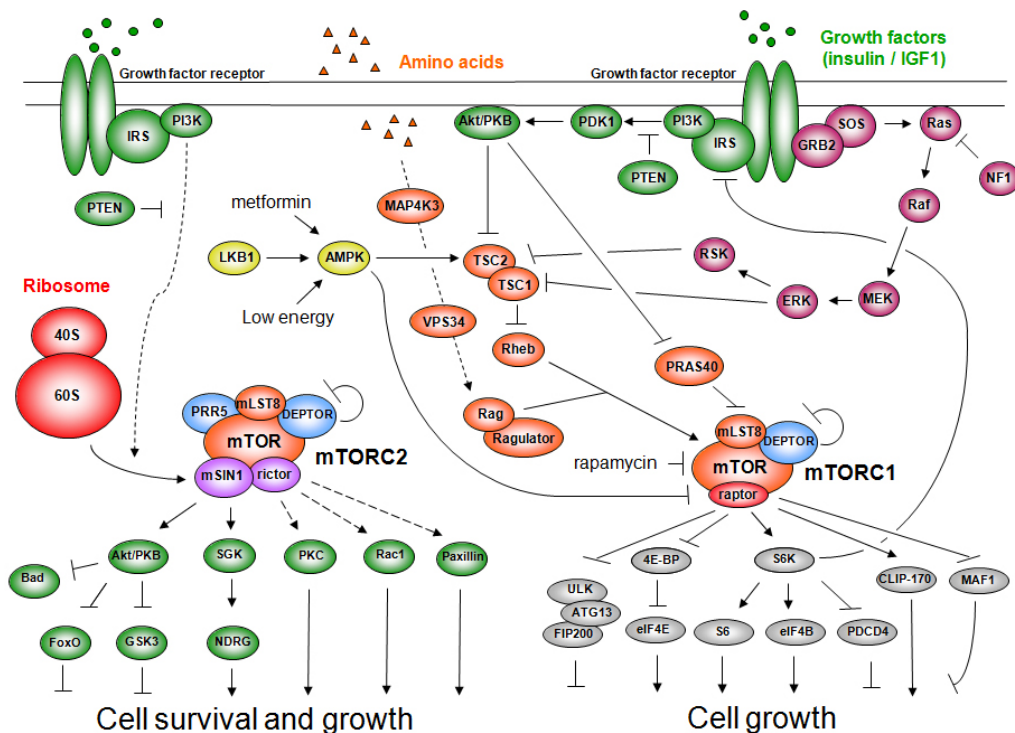 Growth factor receptor
Amino acids
Growth factor receptor
Growth factors
(insulin / IGF1)
IRS
PI3K
PTEN
Akt/PKB
PDK1
PI3K
IRS
PTEN
GRB2
SOS
Ras
NF1
Raf
MEK
ERK
RSK
metformin
LKB1
AMPK
Low energy
MAP4K3
VPS34
TSC2
TSC1
Rheb
Rag
Ragulator
PRAS40
Ribosome
40S
60S
PRR5
mLST8
DEPTOR
mTOR
mTORC2
mSIN1
rictor
rapamycin
mLST8
DEPTOR
mTOR
mTORC1
raptor
Akt/PKB
SGK
PKC
Rac1
Paxillin
Bad
FoxO
GSK3
NDRG
4E-BP
S6K
CLIP-170
MAF1
ULK
ATG13
FIP200
eIF4E
S6
eIF4B
PDCD4
Cell survival and growth
Cell growth